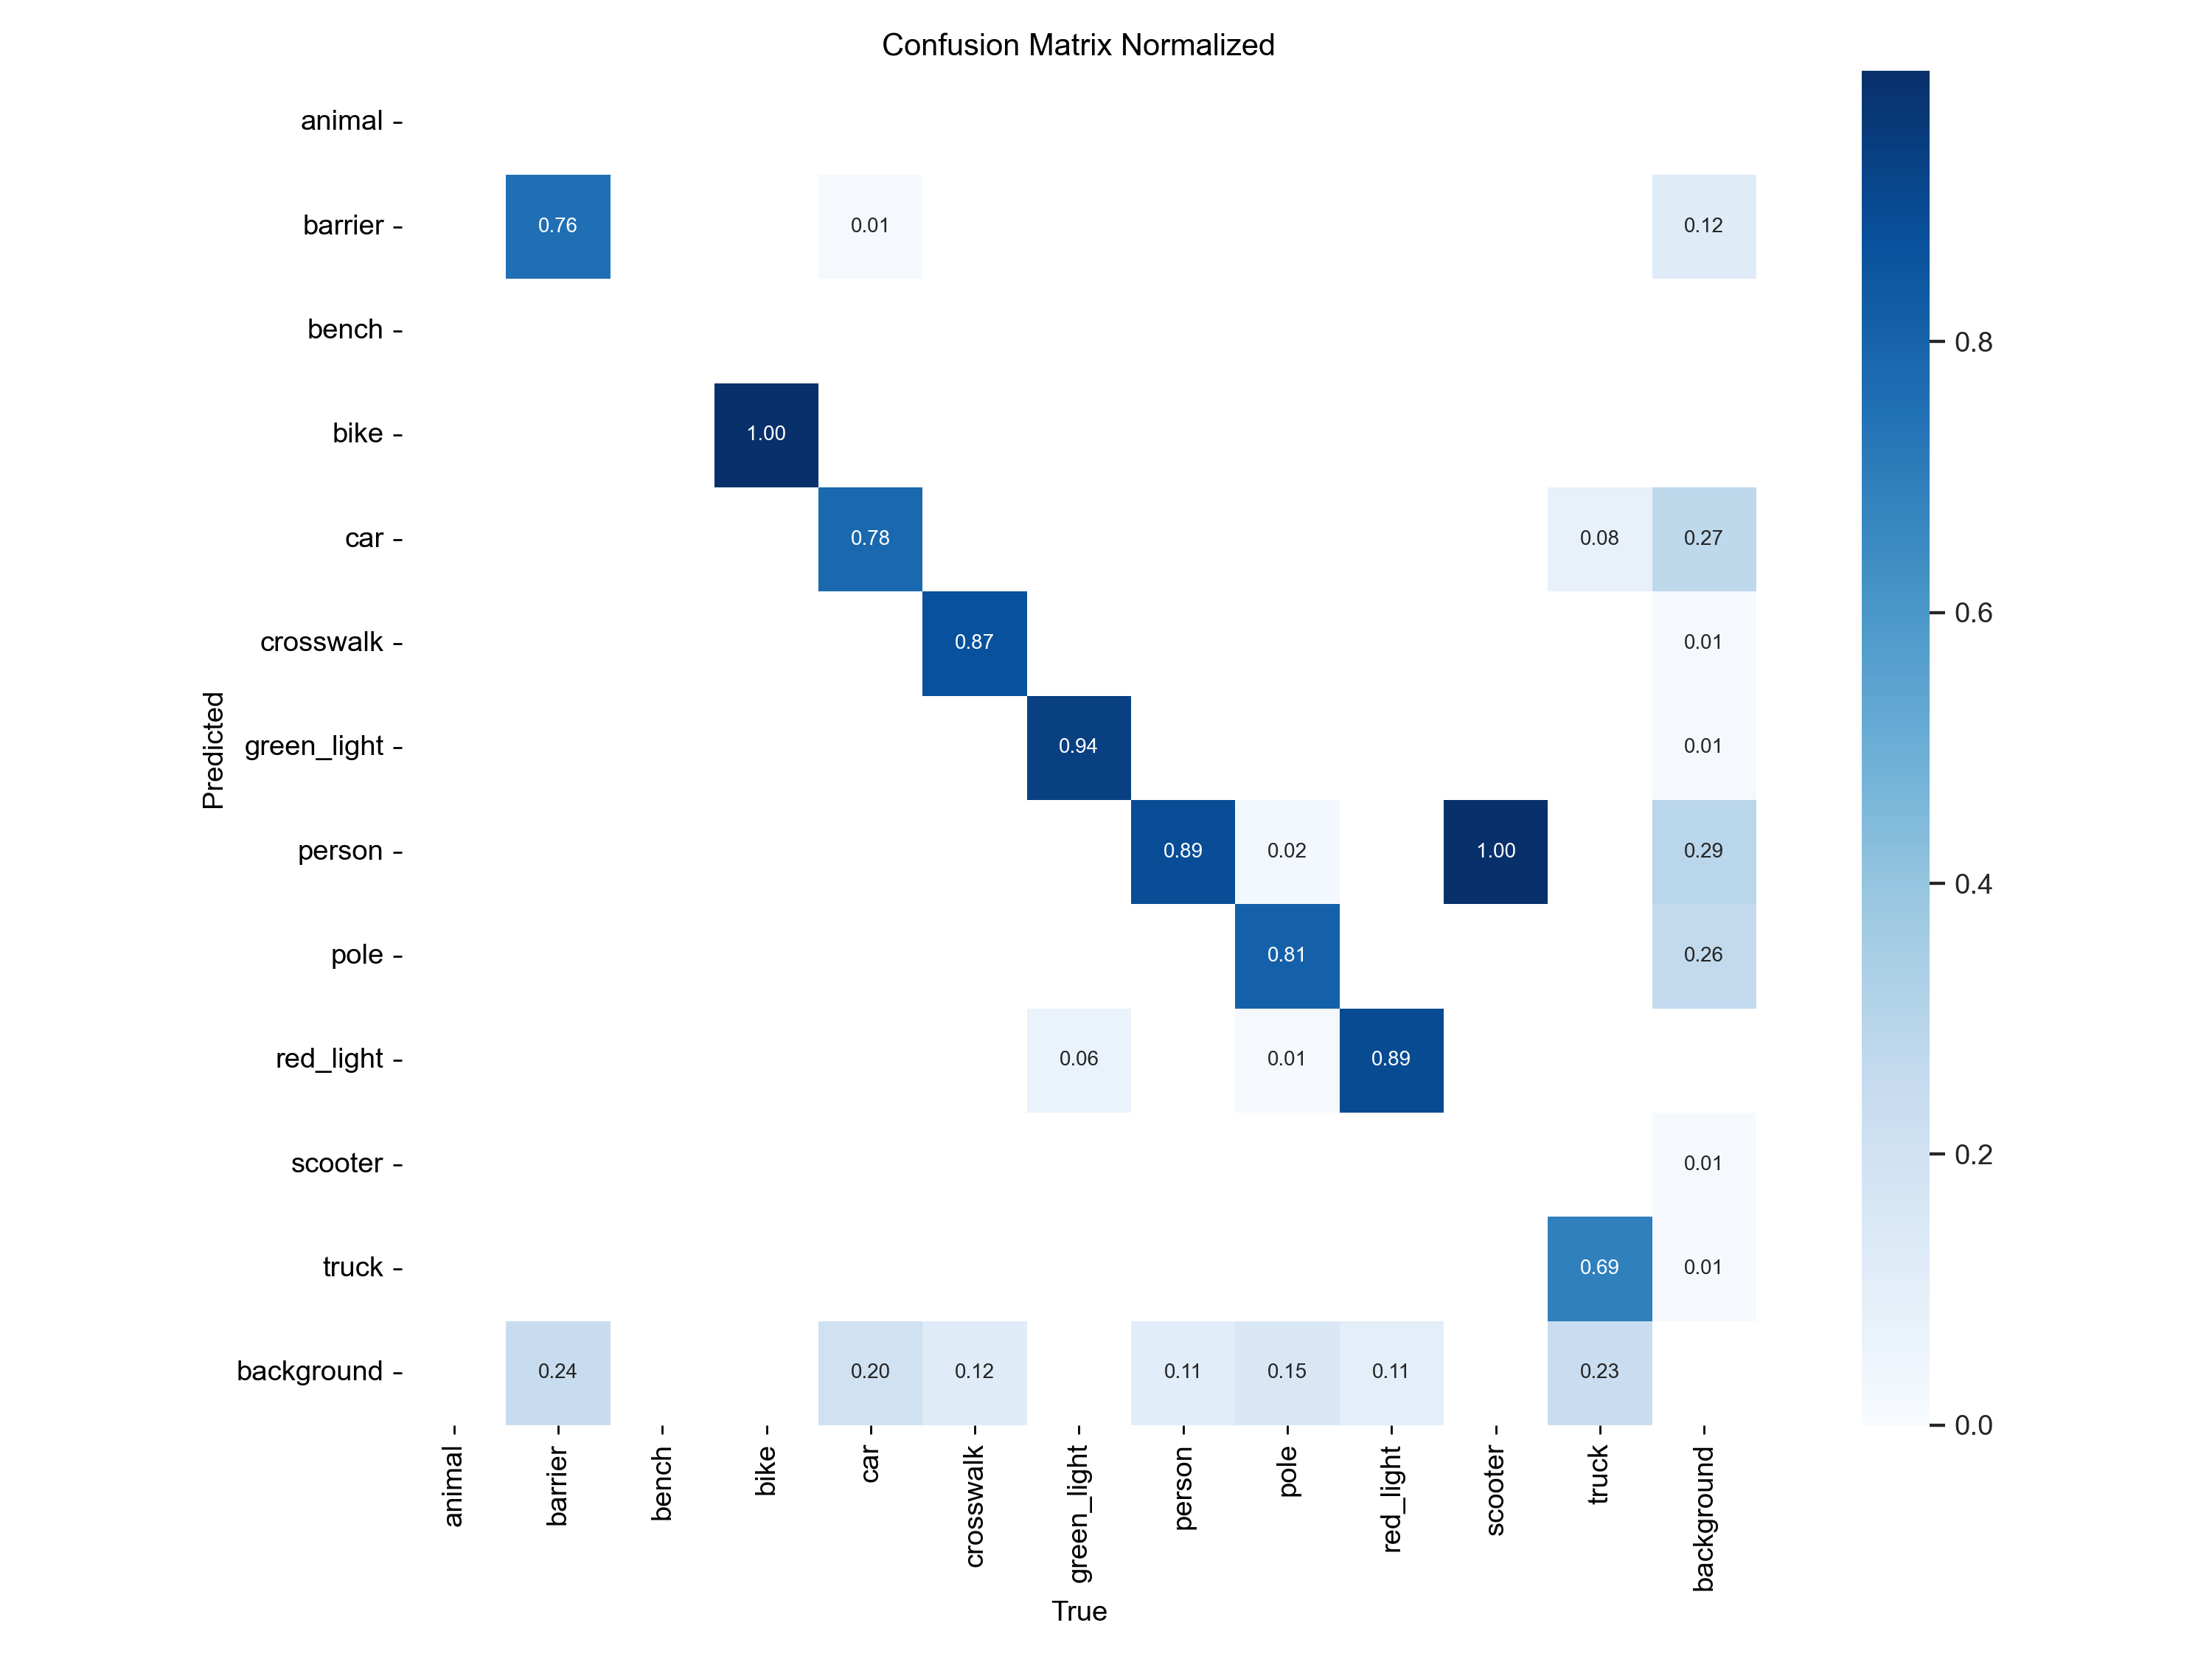 Confusion Matrix Normalized
animal
barrier 0.76 0.01 0.12
bench
bike 1.00
car 0.78 0.08 0.27
crosswalk 0.87 0.01
green_light 0.94 0.01
person 0.89 0.02 1.00 0.29
pole 0.81 0.26
red_light 0.06 0.01 0.89
scooter 0.01
truck 0.69 0.01
background 0.24 0.20 0.12 0.11 0.15 0.11 0.23
Predicted
animal barrier bench bike car crosswalk green_light person pole red_light scooter truck background
True
0.8
0.6
0.4
0.2
0.0